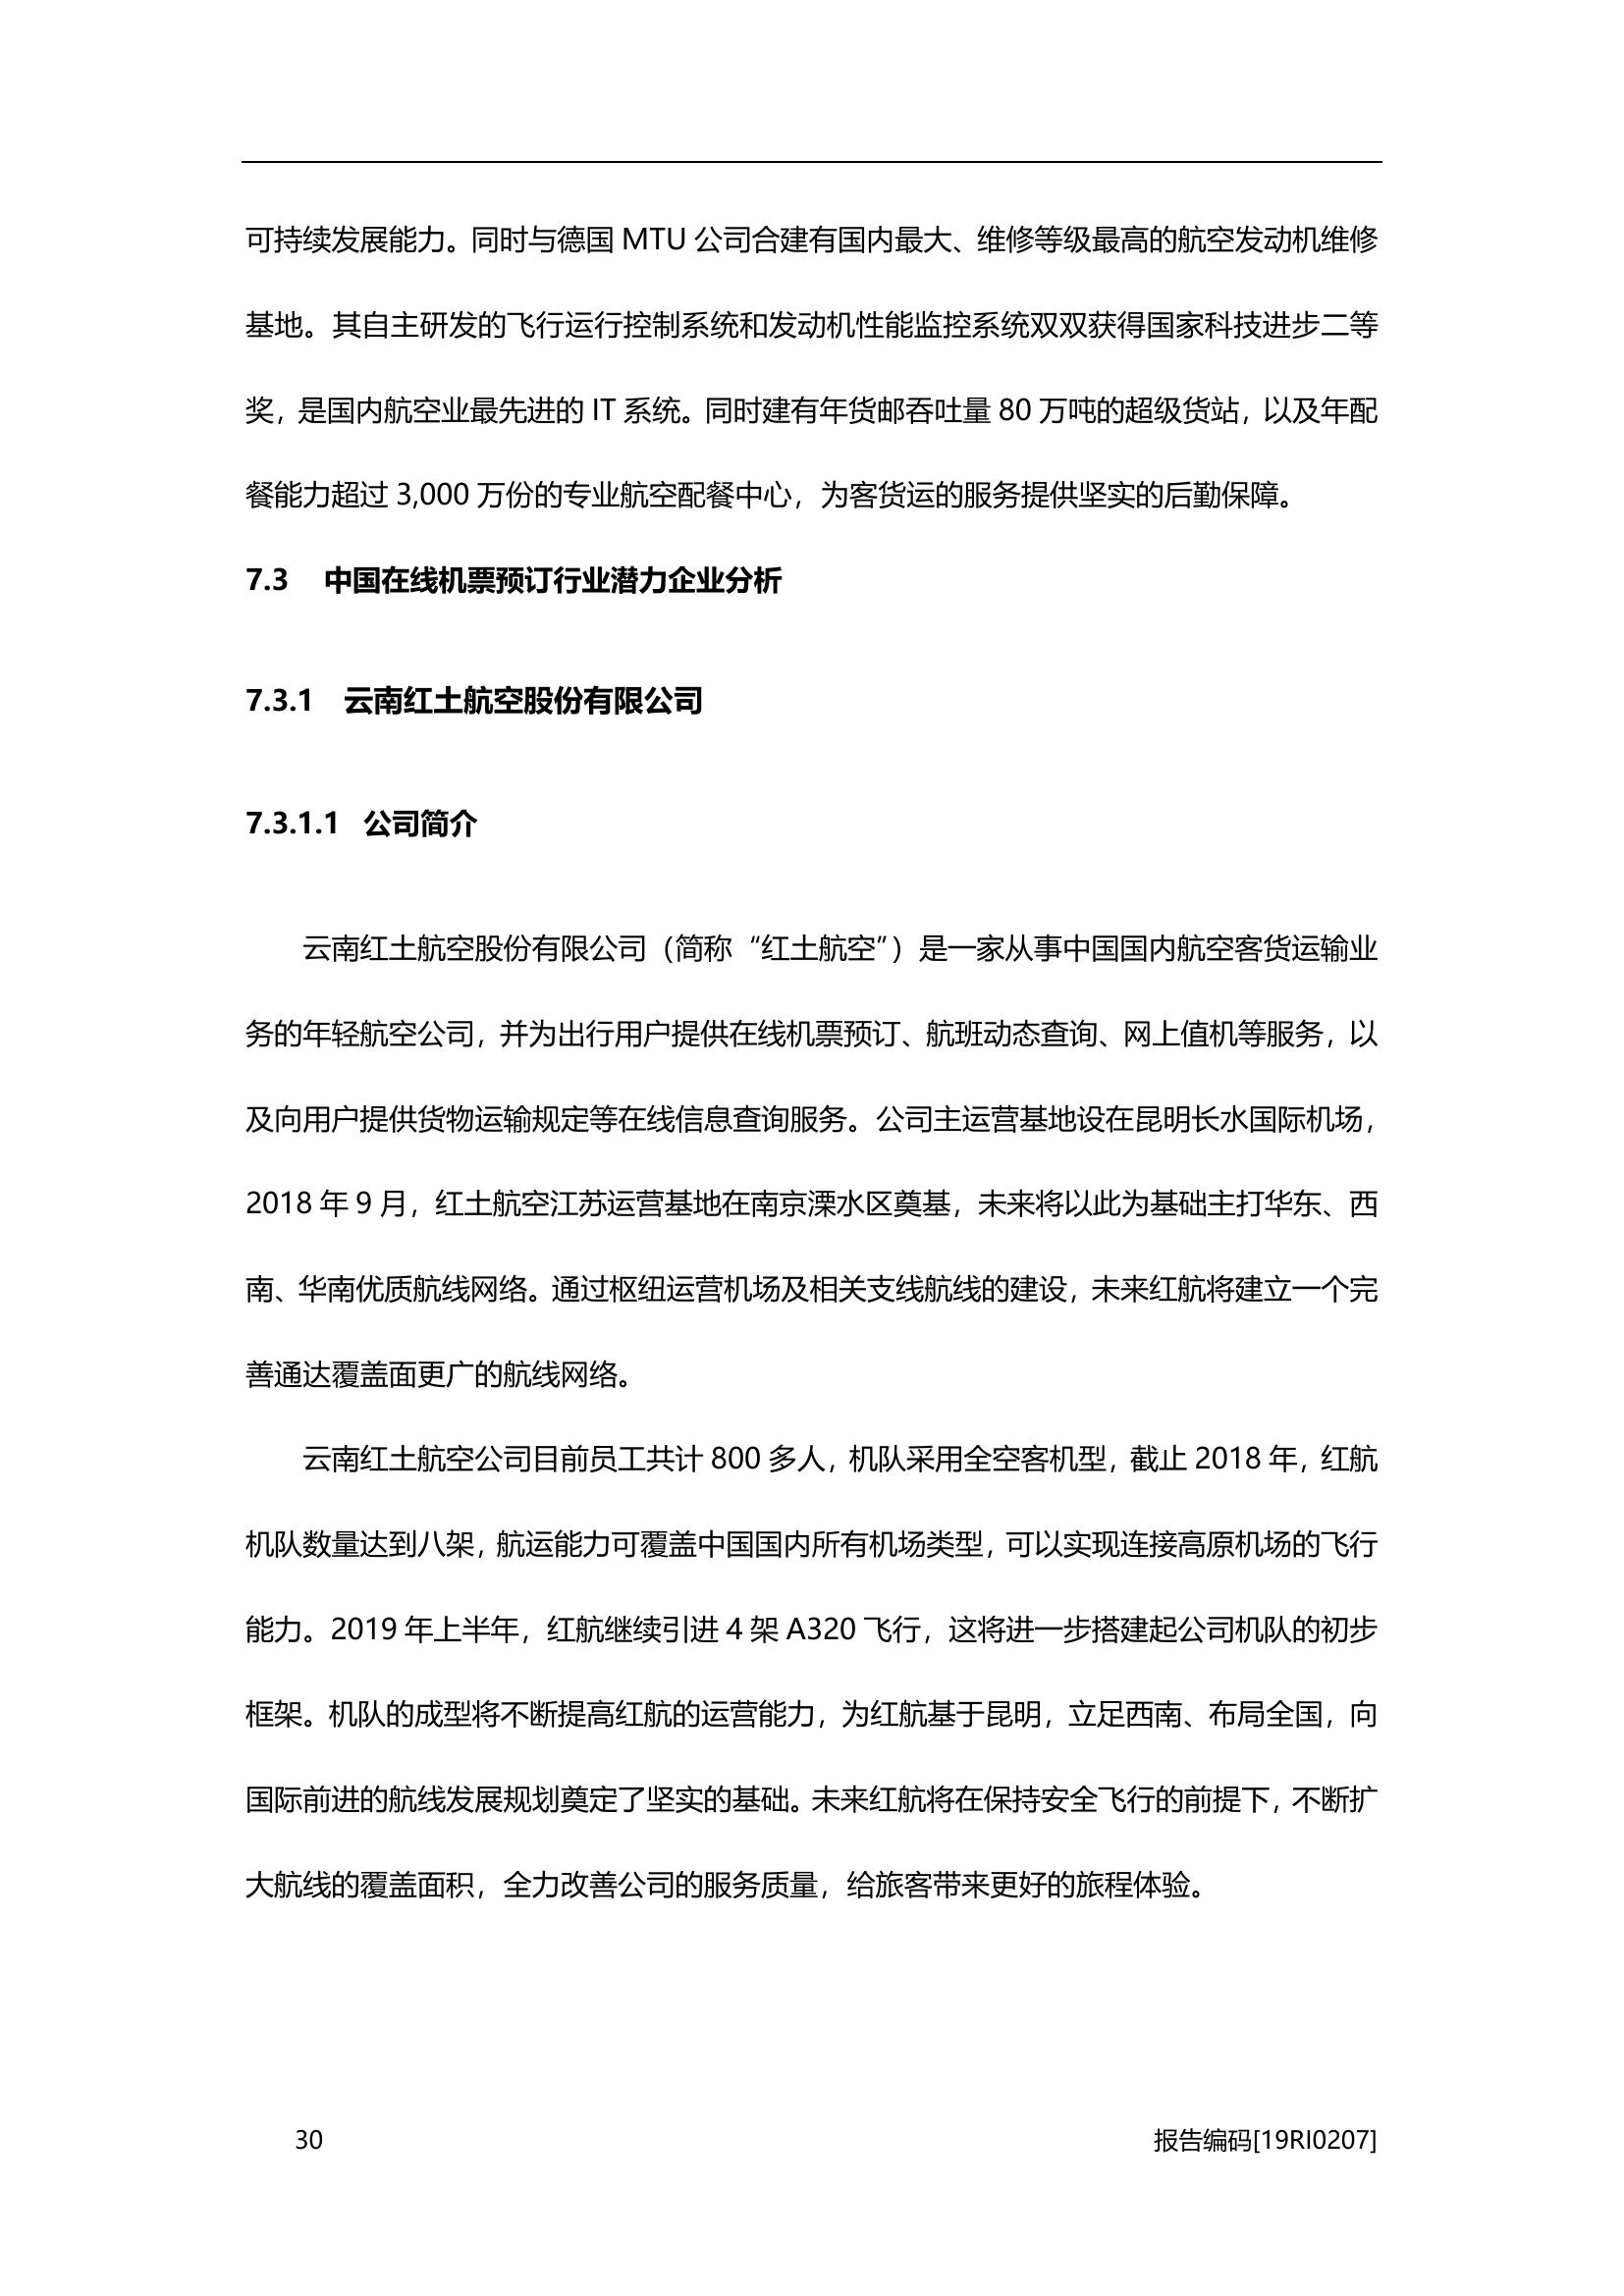 可持续发展能力。同时与德国 MTU 公司合建有国内最大、维修等级最高的航空发动机维修
基地。其自主研发的飞行运行控制系统和发动机性能监控系统双双获得国家科技进步二等
奖，是国内航空业最先进的 IT 系统。同时建有年货邮吞吐量 80 万吨的超级货站，以及年配
餐能力超过 3,000 万份的专业航空配餐中心，为客货运的服务提供坚实的后勤保障。
7.3 中国在线机票预订行业潜力企业分析
7.3.1 云南红土航空股份有限公司
7.3.1.1 公司简介
云南红土航空股份有限公司（简称“红土航空”）是一家从事中国国内航空客货运输业
务的年轻航空公司，并为出行用户提供在线机票预订、航班动态查询、网上值机等服务，以
及向用户提供货物运输规定等在线信息查询服务。公司主运营基地设在昆明长水国际机场，
2018 年 9 月，红土航空江苏运营基地在南京溧水区奠基，未来将以此为基础主打华东、西
南、华南优质航线网络。通过枢纽运营机场及相关支线航线的建设，未来红航将建立一个完
善通达覆盖面更广的航线网络。
云南红土航空公司目前员工共计 800 多人，机队采用全空客机型，截止 2018 年，红航
机队数量达到八架，航运能力可覆盖中国国内所有机场类型，可以实现连接高原机场的飞行
能力。2019 年上半年，红航继续引进 4 架 A320 飞行，这将进一步搭建起公司机队的初步
框架。机队的成型将不断提高红航的运营能力，为红航基于昆明，立足西南、布局全国，向
国际前进的航线发展规划奠定了坚实的基础。未来红航将在保持安全飞行的前提下，不断扩
大航线的覆盖面积，全力改善公司的服务质量，给旅客带来更好的旅程体验。
30 报告编码[19RI0207]